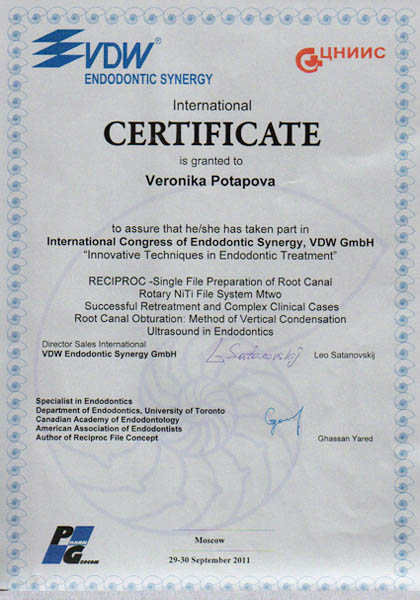 VDW®
ENDODONTIC SYNERGY
ЦНИИС
International
CERTIFICATE
is granted to
Veronika Potapova
to assure that he/she has taken part in
International Congress of Endodontic Synergy, VDW GmbH
“Innovative Techniques in Endodontic Treatment”
RECIPROC -Single File Preparation of Root Canal
Rotary NiTi File System Mtwo
Successful Retreatment and Complex Clinical Cases
Root Canal Obturation: Method of Vertical Condensation
Ultrasound in Endodontics
Director Sales International
VDW Endodontic Synergy GmbH
L. Satanovskij
Leo Satanovskij
Specialist in Endodontics
Department of Endodontics, University of Toronto
Canadian Academy of Endodontology
American Association of Endodontists
Author of Reciproc File Concept
Ghassan Yared
Moscow
29-30 September 2011